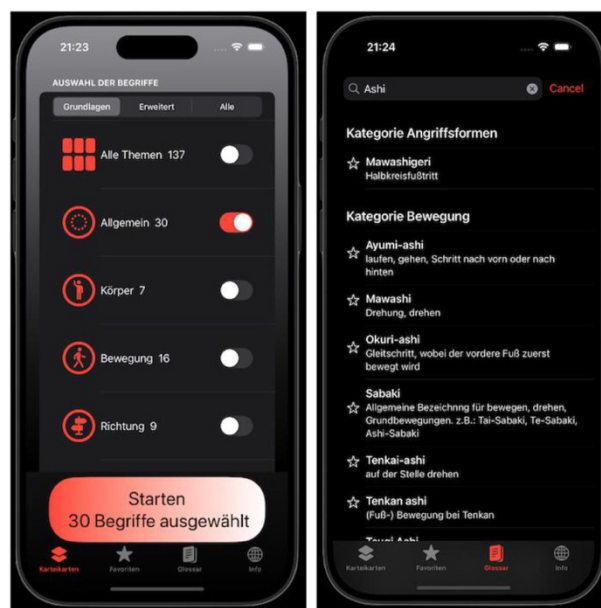 21:23
AUSWAHL DER BEGRIFFE
Grundlagen Erweitert Alle
Alle Themen 137
Allgemein 30
Körper 7
Bewegung 16
Richtung 9
Starten
30 Begriffe ausgewählt
Karteikarten Favoriten Glossar Info
21:24
Ashi Cancel
Kategorie Angriffsformen
Mawashigeri
Halbkreisfußtritt
Kategorie Bewegung
Ayumi-ashi
laufen, gehen, Schritt nach vorn oder nach
hinten
Mawashi
Drehung, drehen
Okuri-ashi
Gleitschritt, wobei der vordere Fuß zuerst
bewegt wird
Sabaki
Allgemeine Bezeichnng für bewegen, drehen,
Grundbewegungen. z.B.: Tai-Sabaki, Te-Sabaki,
Ashi-Sabaki
Tenkai-ashi
auf der Stelle drehen
Tenkan ashi
(Fuß-) Bewegung bei Tenkan
Tsugi Ashi
Karteikarten Favoriten Glossar Info